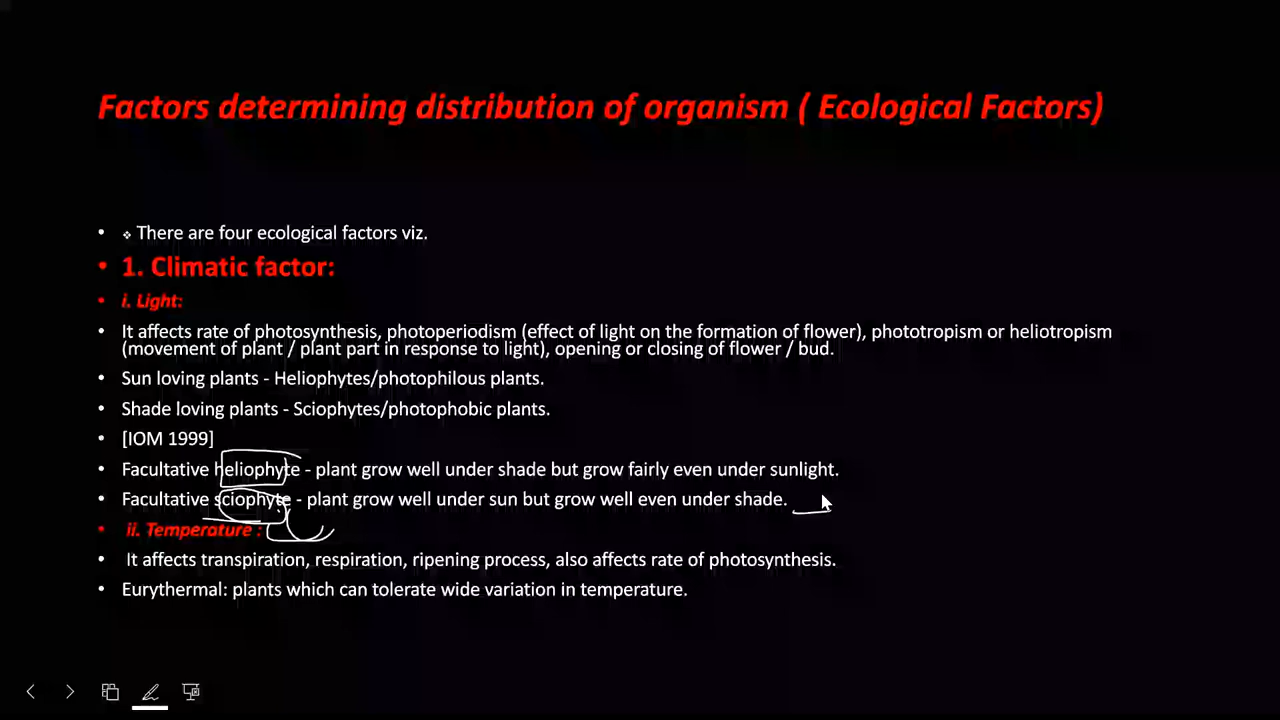 Factors determining distribution of organism ( Ecological Factors)
• ❖ There are four ecological factors viz.
• 1. Climatic factor:
• i. Light:
• It affects rate of photosynthesis, photoperiodism (effect of light on the formation of flower), phototropism or heliotropism
(movement of plant / plant part in response to light), opening or closing of flower / bud.
• Sun loving plants - Heliophytes/photophilous plants.
• Shade loving plants - Sciophytes/photophobic plants.
• [IOM 1999]
• Facultative heliophyte - plant grow well under shade but grow fairly even under sunlight.
• Facultative sciophyte - plant grow well under sun but grow well even under shade.
• ii. Temperature :
• It affects transpiration, respiration, ripening process, also affects rate of photosynthesis.
• Eurythermal: plants which can tolerate wide variation in temperature.